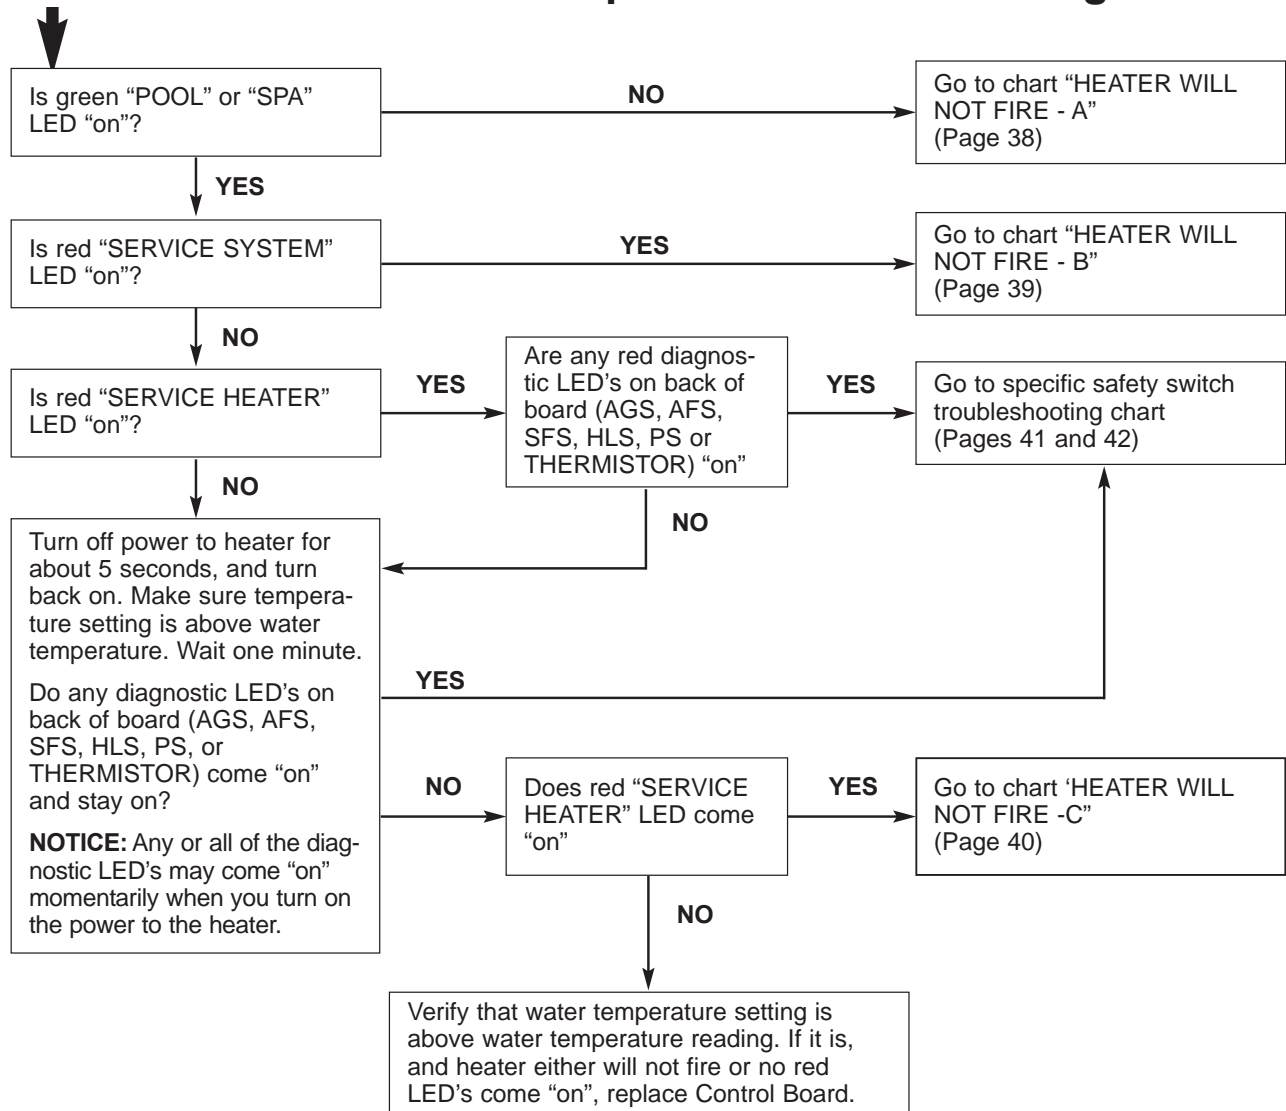 Is green “POOL” or “SPA”
LED “on”?
NO
Go to chart “HEATER WILL
NOT FIRE - A”
(Page 38)
YES
Is red “SERVICE SYSTEM”
LED “on”?
YES
Go to chart “HEATER WILL
NOT FIRE - B”
(Page 39)
NO
Is red “SERVICE HEATER”
LED “on”?
YES
Are any red diagnos-
tic LED's on back of
board (AGS, AFS,
SFS, HLS, PS or
THERMISTOR) “on”
YES
Go to specific safety switch
troubleshooting chart
(Pages 41 and 42)
NO
NO
Turn off power to heater for
about 5 seconds, and turn
back on. Make sure tempera-
ture setting is above water
temperature. Wait one minute.
Do any diagnostic LED's on
back of board (AGS, AFS,
SFS, HLS, PS, or
THERMISTOR) come “on”
and stay on?
NOTICE: Any or all of the diag-
nostic LED's may come “on”
momentarily when you turn on
the power to the heater.
YES
NO
Does red “SERVICE
HEATER” LED come
“on”
YES
Go to chart ‘HEATER WILL
NOT FIRE -C”
(Page 40)
NO
Verify that water temperature setting is
above water temperature reading. If it is,
and heater either will not fire or no red
LED's come “on”, replace Control Board.